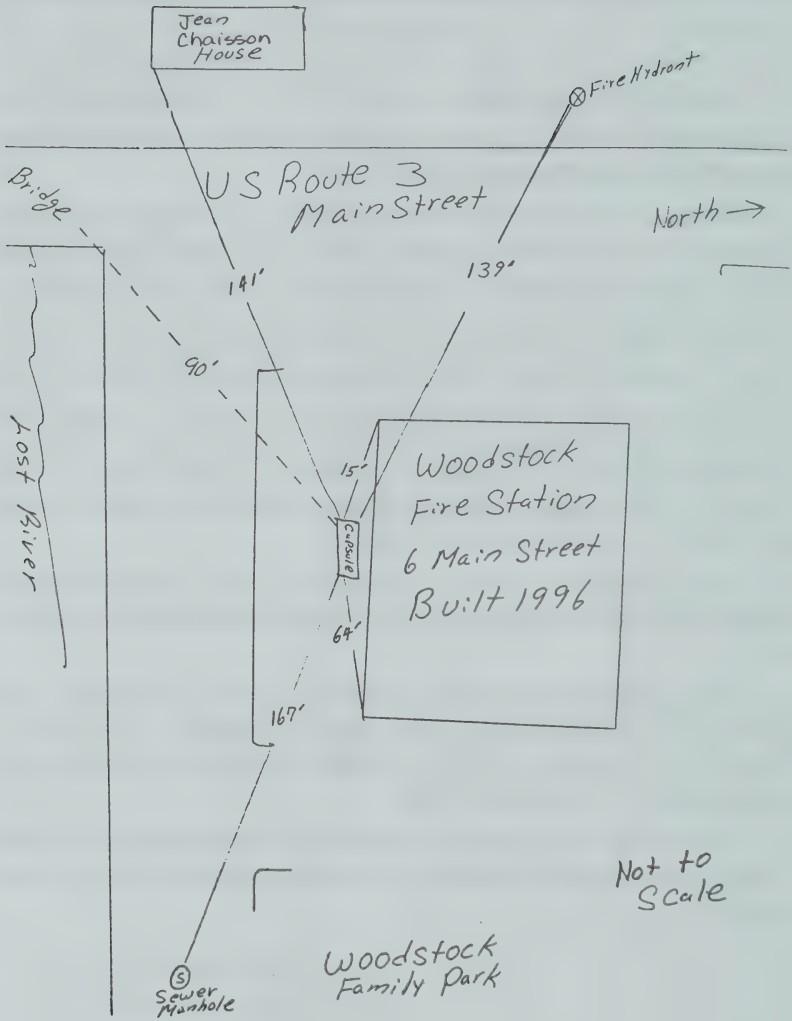 Jean
Chaisson
House
Fire Hydront
Bridge
US Route 3
Main Street
North
141'
139'
90'
Lost River
15'
Capsule
Woodstock
Fire Station
6 Main Street
Built 1996
64'
167'
Not to
Scale
S
Sewer
Manhole
Woodstock
Family Park